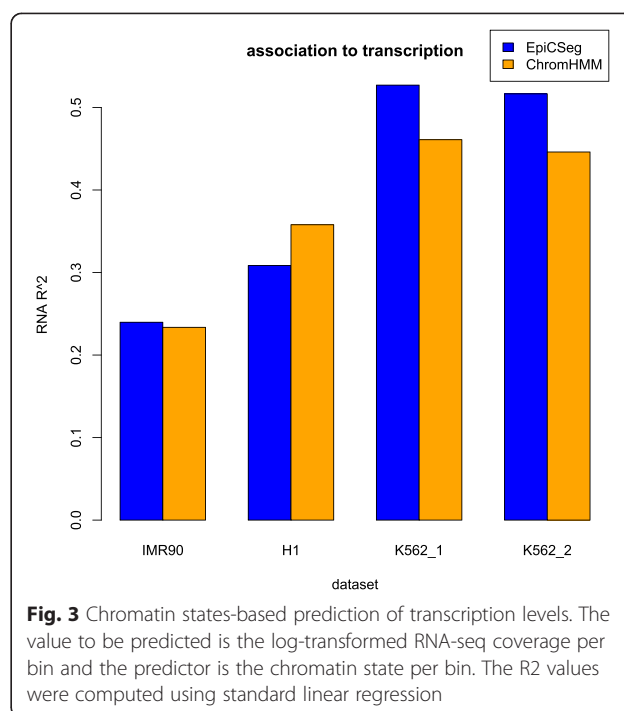 association to transcription
EpiCSeg
ChromHMM
RNA R^2
0.5
0.4
0.3
0.2
0.1
0.0
IMR90 H1 K562_1 K562_2
dataset
Fig. 3 Chromatin states-based prediction of transcription levels. The
value to be predicted is the log-transformed RNA-seq coverage per
bin and the predictor is the chromatin state per bin. The R2 values
were computed using standard linear regression